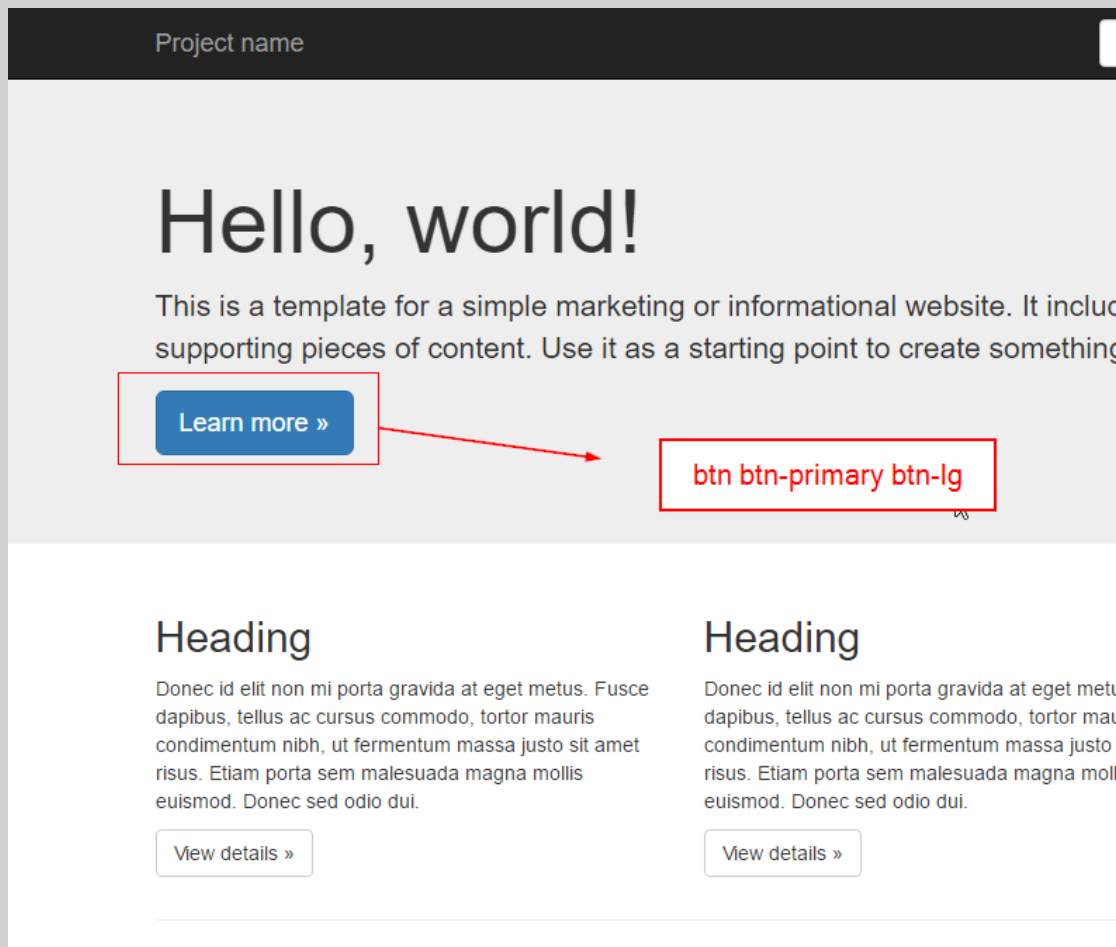 Project name
Hello, world!
This is a template for a simple marketing or informational website. It includ
supporting pieces of content. Use it as a starting point to create something
Learn more »
btn btn-primary btn-lg
Heading
Donec id elit non mi porta gravida at eget metus. Fusce
dapibus, tellus ac cursus commodo, tortor mauris
condimentum nibh, ut fermentum massa justo sit amet
risus. Etiam porta sem malesuada magna mollis
euismod. Donec sed odio dui.
View details »
Heading
Donec id elit non mi porta gravida at eget metu
dapibus, tellus ac cursus commodo, tortor mau
condimentum nibh, ut fermentum massa justo
risus. Etiam porta sem malesuada magna moll
euismod. Donec sed odio dui.
View details »